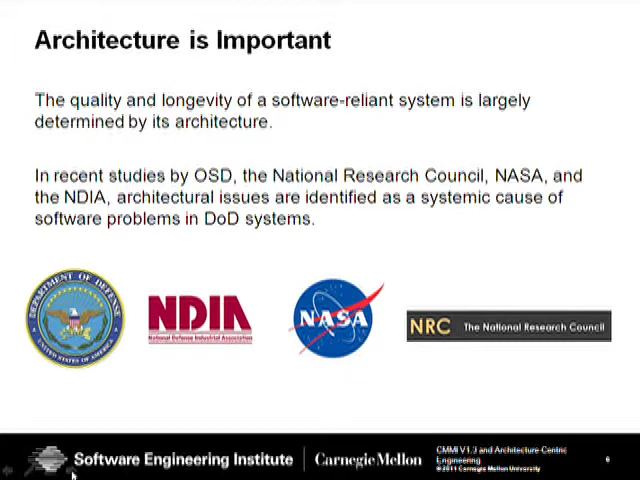 Architecture is Important
The quality and longevity of a software-reliant system is largely
determined by its architecture.
In recent studies by OSD, the National Research Council, NASA, and
the NDIA, architectural issues are identified as a systemic cause of
software problems in DoD systems.
DEPARTMENT OF DEFENSE
UNITED STATES OF AMERICA
NDIA
National Defense Industrial Association
NASA
NRC The National Research Council
Software Engineering Institute
Carnegie Mellon
CMMI V1.3 and Architecture-Centric
Engineering
© 2011 Carnegie Mellon University
6